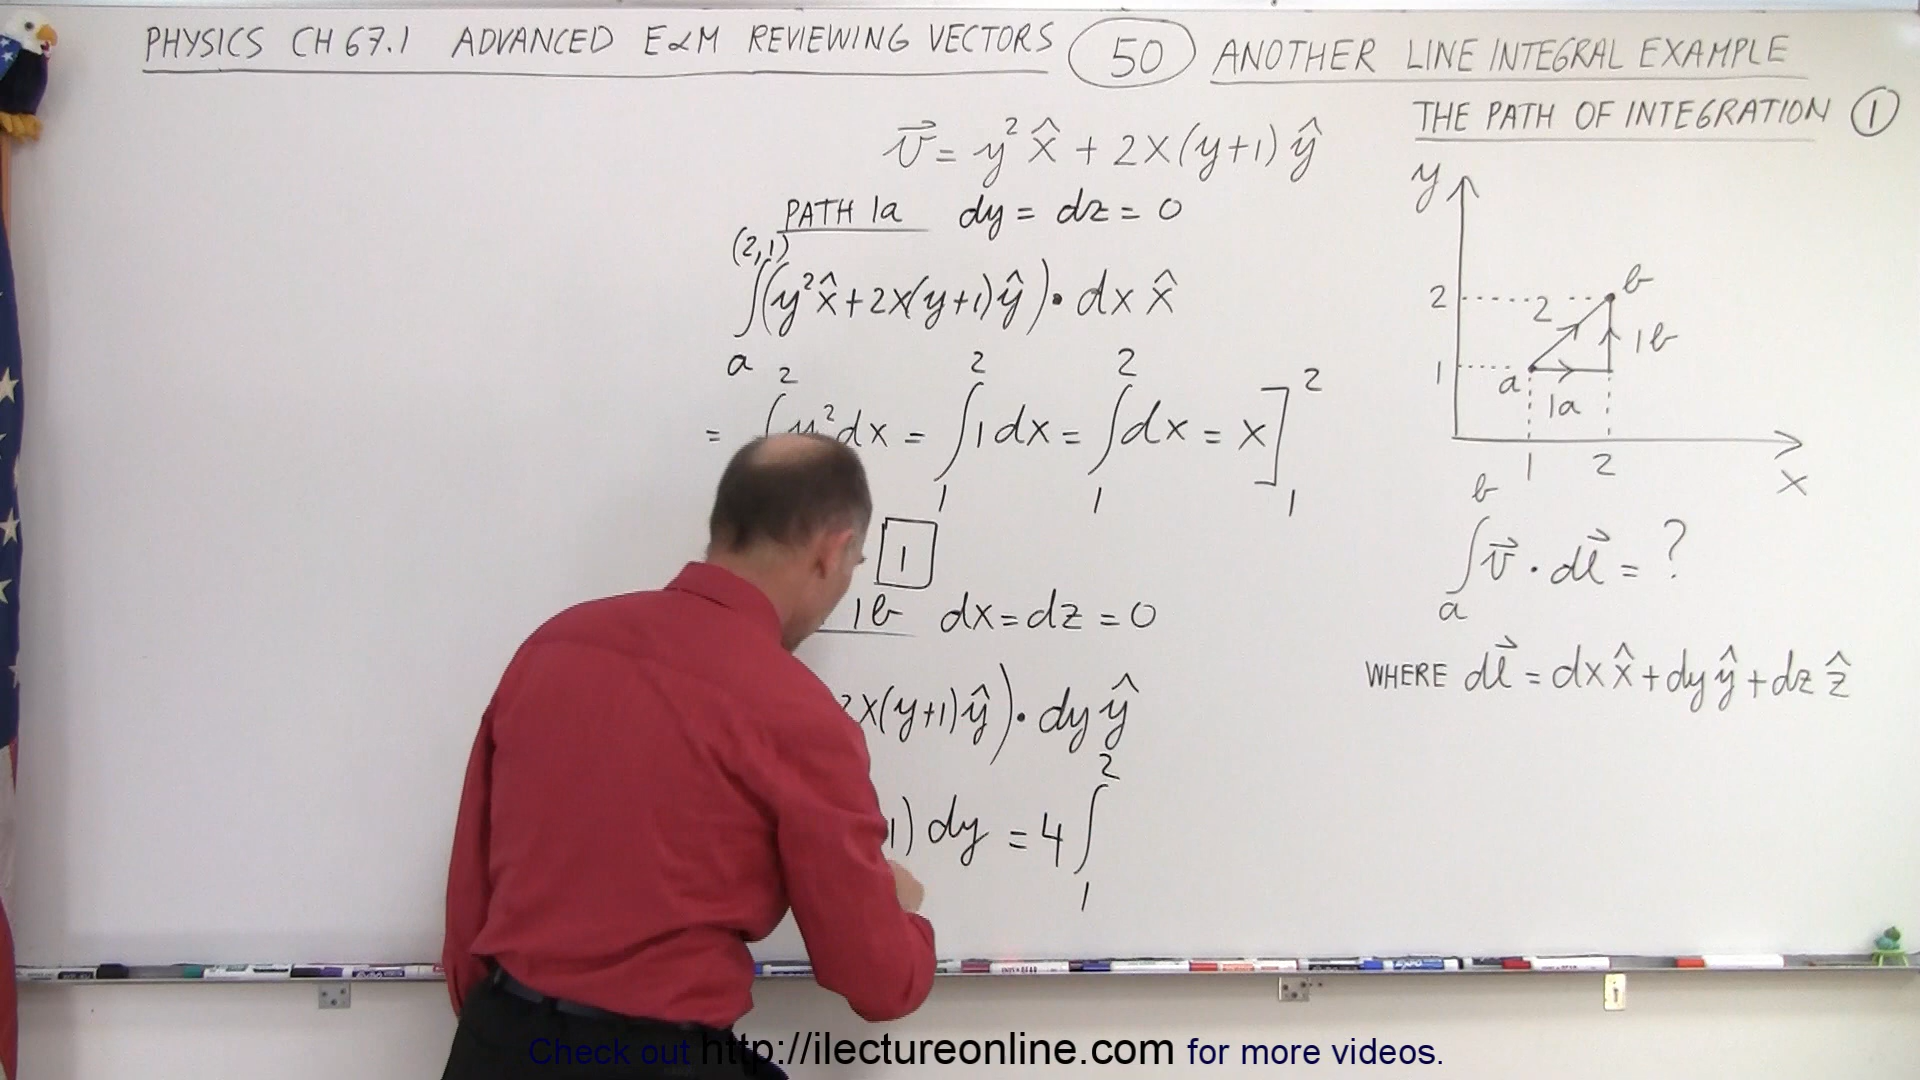 PHYSICS CH 67.1 ADVANCED E&M REVIEWING VECTORS 50 ANOTHER LINE INTEGRAL EXAMPLE
THE PATH OF INTEGRATION ①
v⃗ = y² x̂ + 2x(y+1) ŷ
PATH 1a dy = dz = 0
(2,1)
∫(y² x̂ + 2x(y+1) ŷ) • dx x̂
a
2 2 2 2
= ∫ y² dx = ∫ 1 dx = ∫ dx = x]
1 1 1
1
1b dx = dz = 0
2x(y+1) ŷ) • dy ŷ
2
1) dy = 4 ∫
1
y
2 2 b
1b
1 a
1a
1 2
x
b
∫ v⃗ • dl⃗ = ?
a
WHERE dl⃗ = dx x̂ + dy ŷ + dz ẑ
Check out http://ilectureonline.com for more videos.